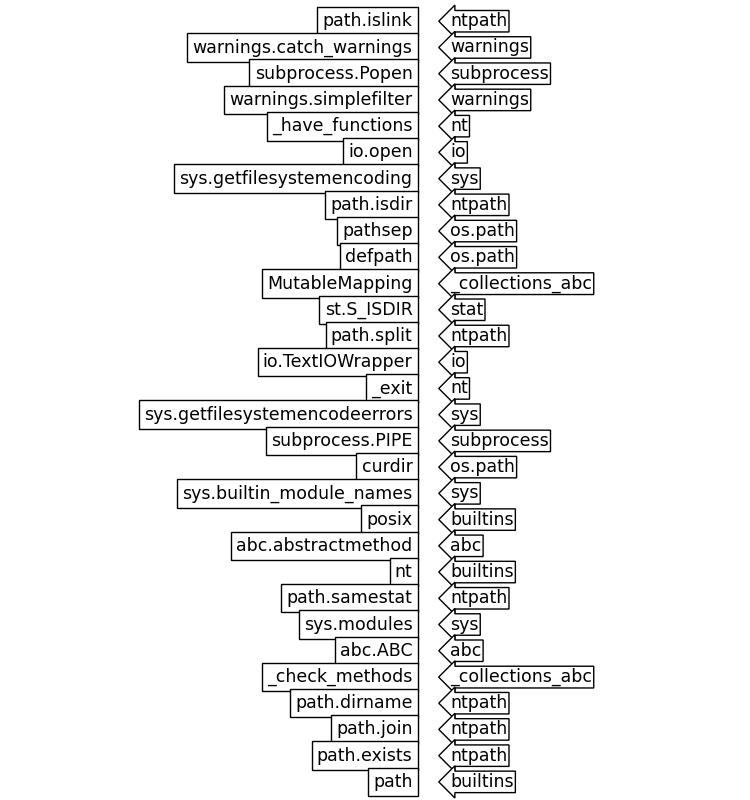 path.islink ntpath
warnings.catch_warnings warnings
subprocess.Popen subprocess
warnings.simplefilter warnings
_have_functions nt
io.open io
sys.getfilesystemencoding sys
path.isdir ntpath
pathsep os.path
defpath os.path
MutableMapping _collections_abc
st.S_ISDIR stat
path.split ntpath
io.TextIOWrapper io
_exit nt
sys.getfilesystemencodeerrors sys
subprocess.PIPE subprocess
curdir os.path
sys.builtin_module_names sys
posix builtins
abc.abstractmethod abc
nt builtins
path.samestat ntpath
sys.modules sys
abc.ABC abc
_check_methods _collections_abc
path.dirname ntpath
path.join ntpath
path.exists ntpath
path builtins